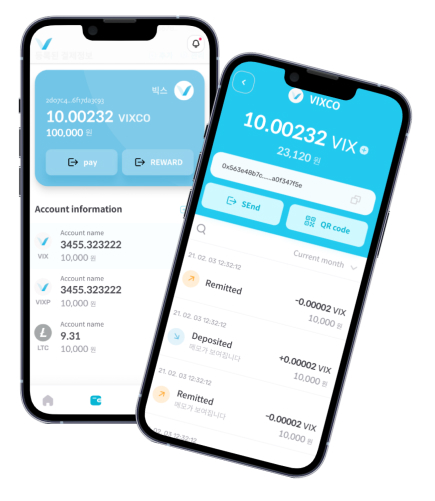 빅스
2d07c4...6f17d23e93
10.00232 VIXCO
100,000 원
pay
REWARD
Account information
Account name
3455.323222
VIX
10,000 원
Account name
3455.323222
VIXP
10,000 원
Account name
9.31
LTC
10,000 원
VIXCO
10.00232 VIX
23,120 원
0x563e48b7c......a0f347f5e
SEnd
QR code
Current month
21. 02. 03 12:32:12
Remitted
-0.00002 VIX
10,000 원
21. 02. 03 12:32:12
Deposited
+0.00002 VIX
메모가 보여집니다
10,000 원
21. 02. 03 12:32:12
Remitted
-0.00002 VIX
메모가 보여집니다
10,000 원
21. 02. 03 12:32:12